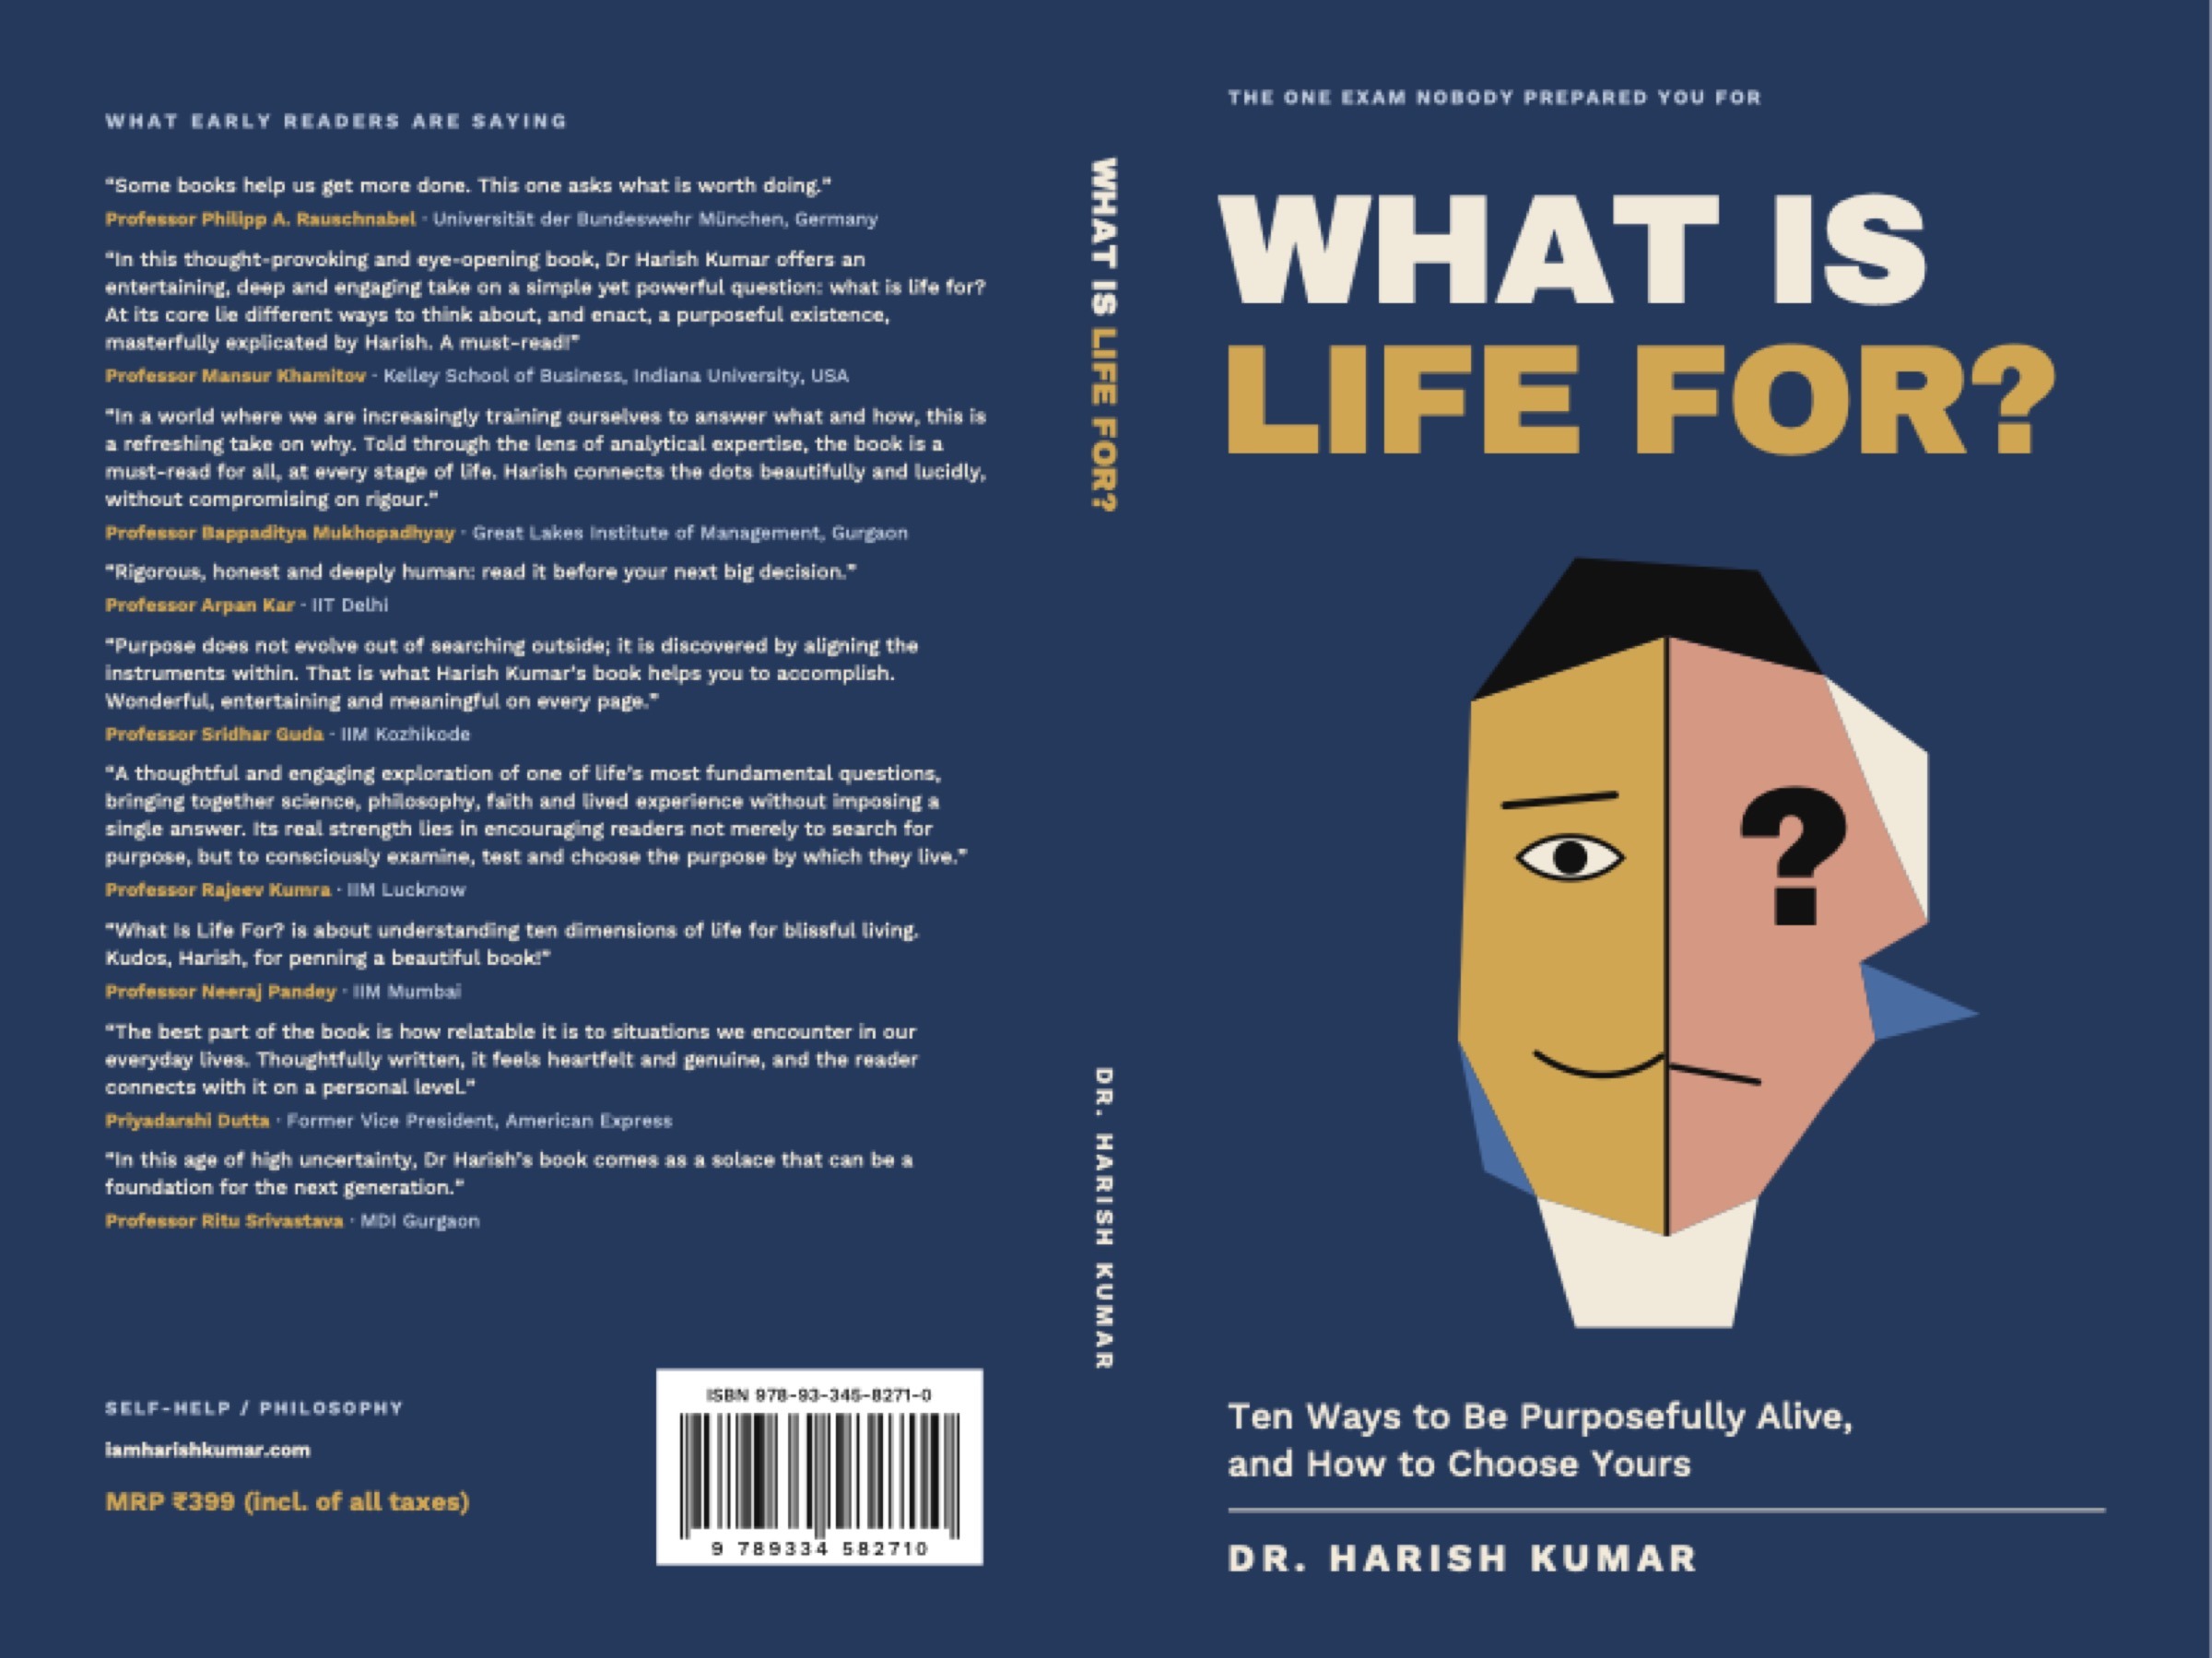 WHAT EARLY READERS ARE SAYING
“Some books help us get more done. This one asks what is worth doing.”
Professor Philipp A. Rauschnabel · Universität der Bundeswehr München, Germany
“In this thought-provoking and eye-opening book, Dr Harish Kumar offers an
entertaining, deep and engaging take on a simple yet powerful question: what is life for?
At its core lie different ways to think about, and enact, a purposeful existence,
masterfully explicated by Harish. A must-read!”
Professor Mansur Khamitov · Kelley School of Business, Indiana University, USA
“In a world where we are increasingly training ourselves to answer what and how, this is
a refreshing take on why. Told through the lens of analytical expertise, the book is a
must-read for all, at every stage of life. Harish connects the dots beautifully and lucidly,
without compromising on rigour.”
Professor Bappaditya Mukhopadhyay · Great Lakes Institute of Management, Gurgaon
“Rigorous, honest and deeply human: read it before your next big decision.”
Professor Arpan Kar · IIT Delhi
“Purpose does not evolve out of searching outside; it is discovered by aligning the
instruments within. That is what Harish Kumar’s book helps you to accomplish.
Wonderful, entertaining and meaningful on every page.”
Professor Sridhar Guda · IIM Kozhikode
“A thoughtful and engaging exploration of one of life’s most fundamental questions,
bringing together science, philosophy, faith and lived experience without imposing a
single answer. Its real strength lies in encouraging readers not merely to search for
purpose, but to consciously examine, test and choose the purpose by which they live.”
Professor Rajeev Kumra · IIM Lucknow
“What Is Life For? is about understanding ten dimensions of life for blissful living.
Kudos, Harish, for penning a beautiful book!”
Professor Neeraj Pandey · IIM Mumbai
“The best part of the book is how relatable it is to situations we encounter in our
everyday lives. Thoughtfully written, it feels heartfelt and genuine, and the reader
connects with it on a personal level.”
Priyadarshi Dutta · Former Vice President, American Express
“In this age of high uncertainty, Dr Harish’s book comes as a solace that can be a
foundation for the next generation.”
Professor Ritu Srivastava · MDI Gurgaon
SELF-HELP / PHILOSOPHY
iamharishkumar.com
MRP ₹399 (incl. of all taxes)
ISBN 978-93-345-8271-0
9 789334 582710
WHAT IS LIFE FOR?
DR. HARISH KUMAR
THE ONE EXAM NOBODY PREPARED YOU FOR
WHAT IS
LIFE FOR?
?
Ten Ways to Be Purposefully Alive,
and How to Choose Yours
DR. HARISH KUMAR